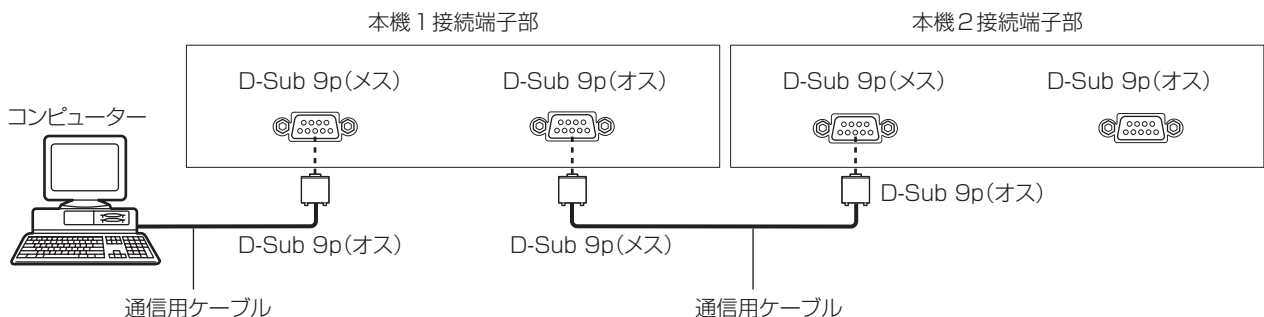 本機1接続端子部
本機2接続端子部
D-Sub 9p(メス)
D-Sub 9p(オス)
D-Sub 9p(メス)
D-Sub 9p(オス)
コンピューター
D-Sub 9p(オス)
D-Sub 9p(オス)
D-Sub 9p(メス)
通信用ケーブル
通信用ケーブル